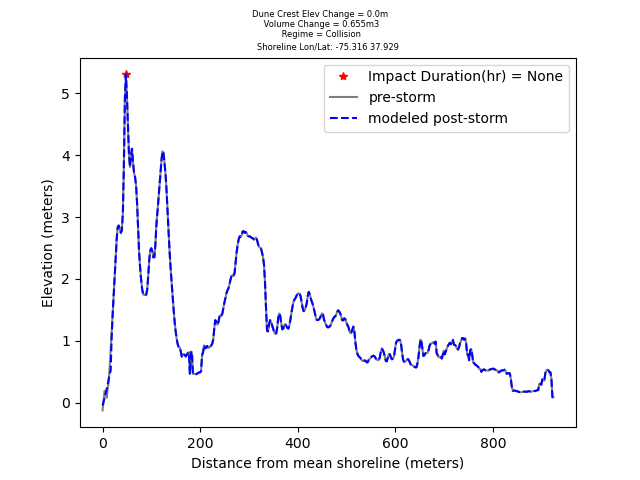 Dune Crest Elev Change = 0.0m
Volume Change = 0.655m3
Regime = Collision
Shoreline Lon/Lat: -75.316 37.929
Impact Duration(hr) = None
pre-storm
modeled post-storm
Elevation (meters)
5
4
3
2
1
0
0 200 400 600 800
Distance from mean shoreline (meters)